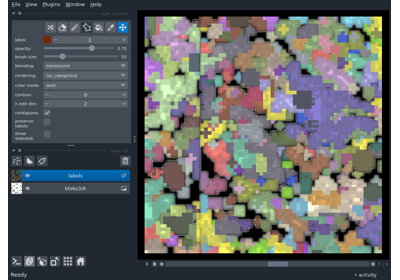 File View Plugins Window Help
label: 1
opacity: 0.70
brush size: 10
blending: translucent
rendering: iso_categorical
color mode: auto
contour: 0
n edit dim: 2
contiguous:
preserve labels:
show selected:
labels
blobs3dt
Ready
activity